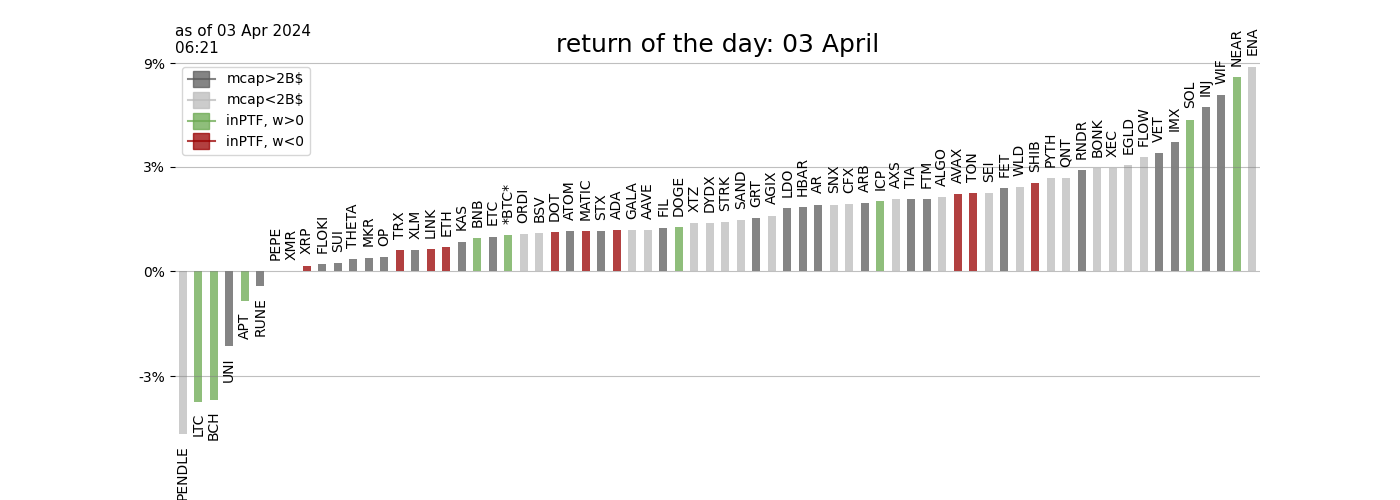 as of 03 Apr 2024
06:21
return of the day: 03 April
9%
3%
0%
-3%
mcap>2B$
mcap<2B$
inPTF, w>0
inPTF, w<0
PENDLE
LTC
BCH
UNI
APT
RUNE
PEPE
XMR
XRP
FLOKI
SUI
THETA
MKR
OP
TRX
XLM
LINK
ETH
KAS
BNB
ETC
*BTC*
ORDI
BSV
DOT
ATOM
MATIC
STX
ADA
GALA
AAVE
FIL
DOGE
XTZ
DYDX
STRK
SAND
GRT
AGIX
LDO
HBAR
AR
SNX
CFX
ARB
ICP
AXS
TIA
FTM
ALGO
AVAX
TON
SEI
FET
WLD
SHIB
PYTH
QNT
RNDR
BONK
XEC
EGLD
FLOW
VET
IMX
SOL
INJ
WIF
NEAR
ENA